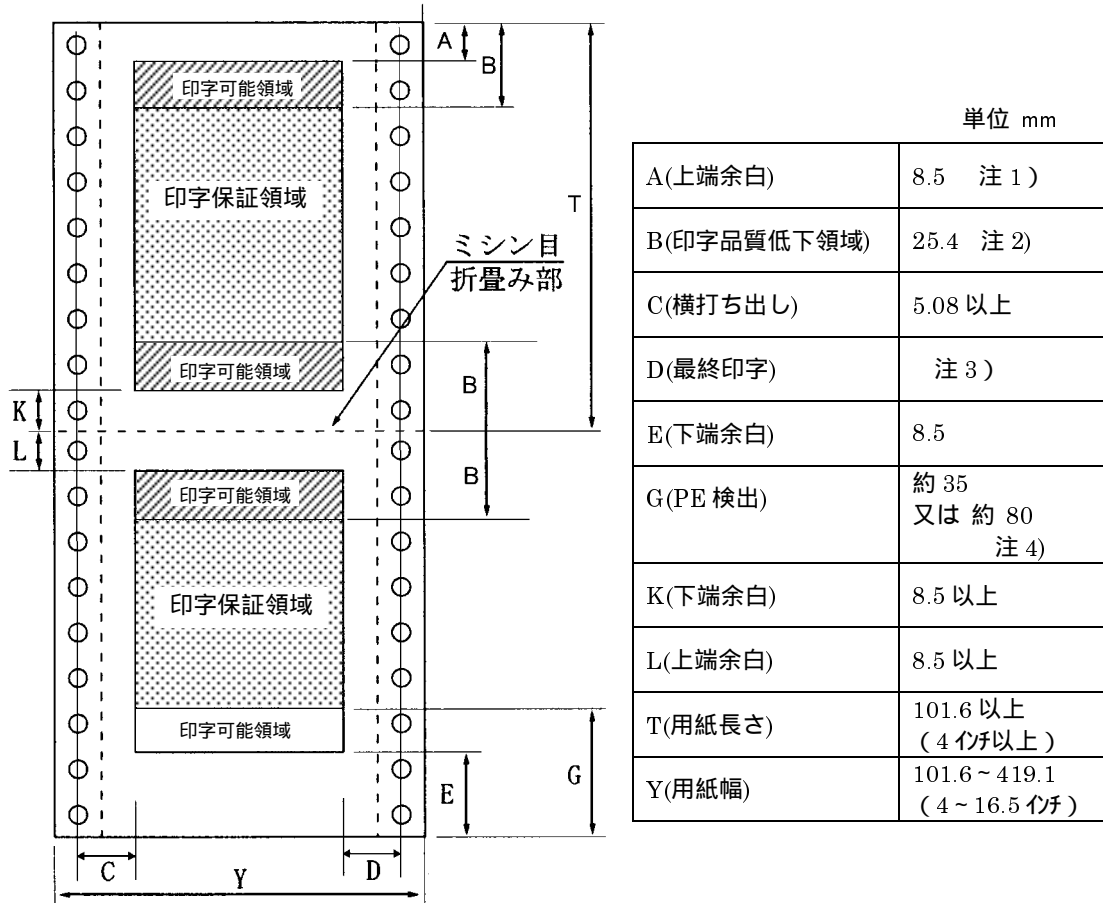 A
B
印字可能領域
印字保証領域
T
ミシン目
折畳み部
印字可能領域
B
K
L
B
印字可能領域
印字保証領域
印字可能領域
E
G
C
D
Y
単位 mm
A(上端余白) 8.5 注1)
B(印字品質低下領域) 25.4 注2)
C(横打ち出し) 5.08 以上
D(最終印字) 注3)
E(下端余白) 8.5
G(PE 検出) 約 35
又は 約 80
注 4)
K(下端余白) 8.5 以上
L(上端余白) 8.5 以上
T(用紙長さ) 101.6 以上
(4 インチ以上)
Y(用紙幅) 101.6 ~ 419.1
(4 ~ 16.5 インチ)